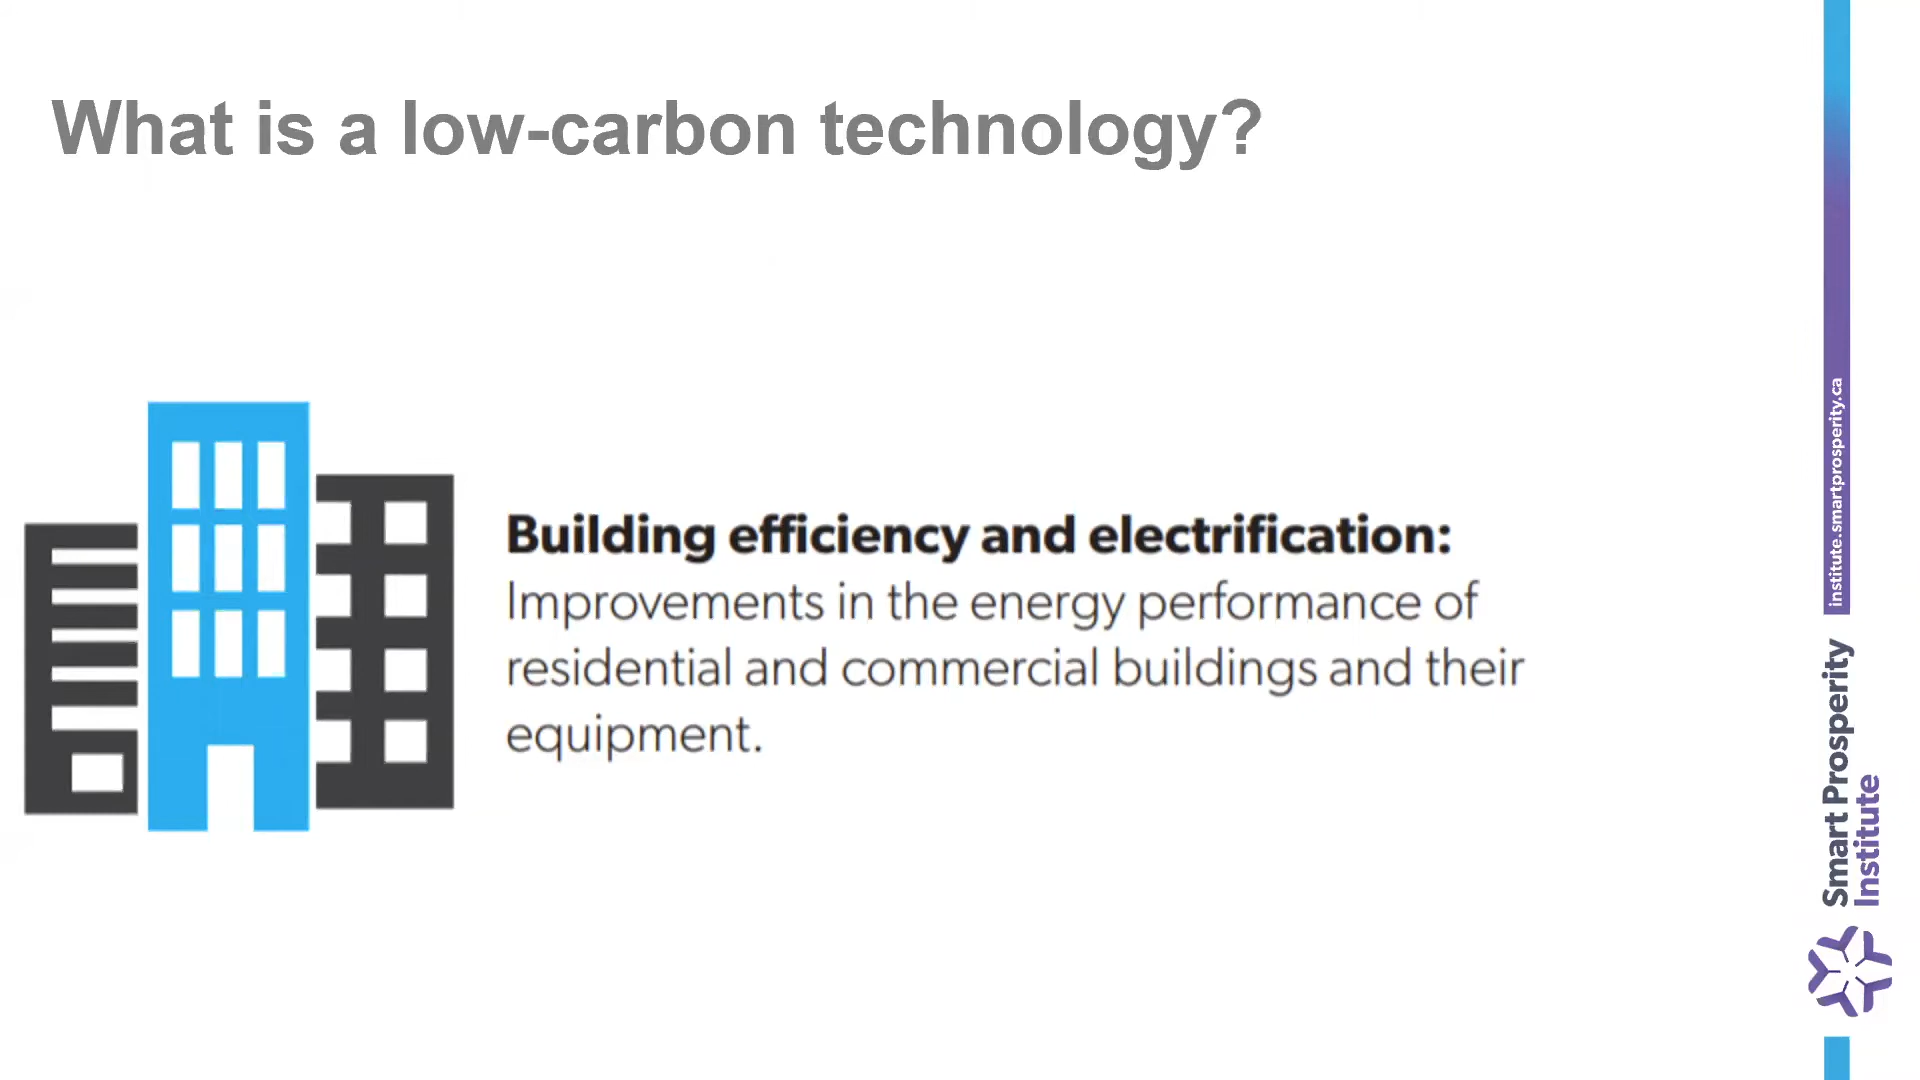 What is a low-carbon technology?
Building efficiency and electrification:
Improvements in the energy performance of
residential and commercial buildings and their
equipment.
institute.smartprosperity.ca
Smart Prosperity
Institute